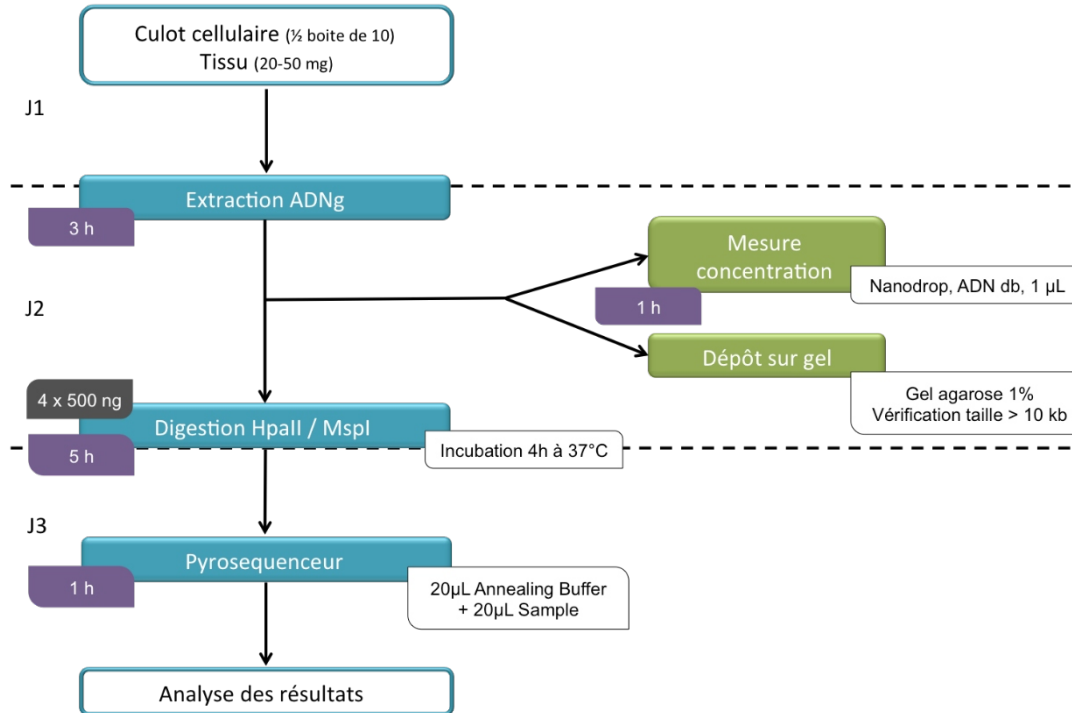 Culot cellulaire (½ boite de 10)
Tissu (20-50 mg)
J1
Extraction ADNg
3 h
Mesure
concentration
Nanodrop, ADN db, 1 µL
1 h
J2
Dépôt sur gel
Gel agarose 1%
Vérification taille > 10 kb
4 x 500 ng
Digestion HpaII / MspI
5 h
Incubation 4h à 37°C
J3
Pyrosequenceur
1 h
20µL Annealing Buffer
+ 20µL Sample
Analyse des résultats